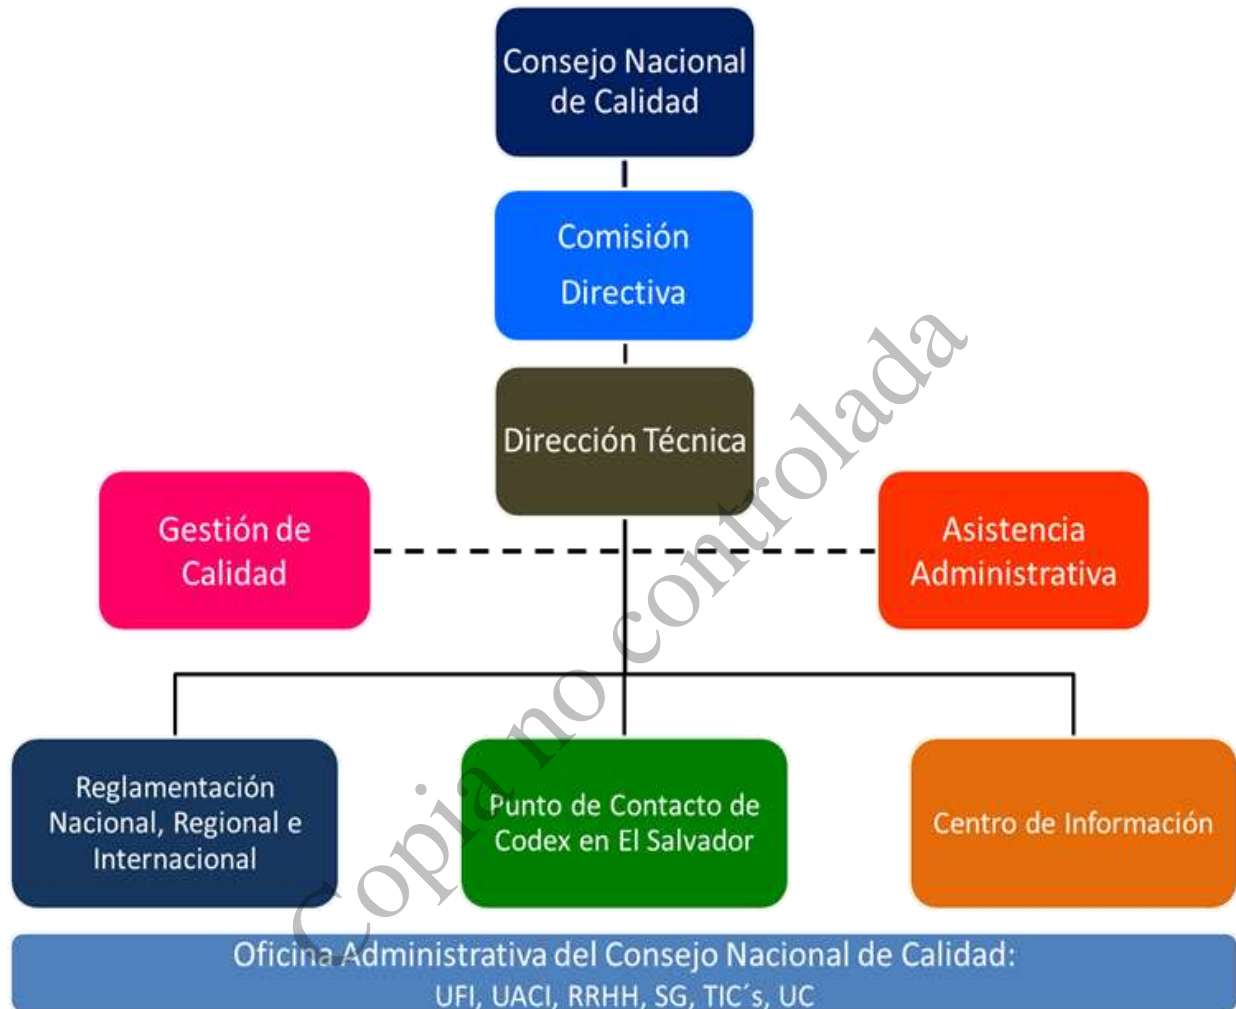 Consejo Nacional
de Calidad
Comisión
Directiva
Dirección Técnica
Gestión de
Calidad
Asistencia
Administrativa
Reglamentación
Nacional, Regional e
Internacional
Punto de Contacto de
Codex en El Salvador
Centro de Información
Oficina Administrativa del Consejo Nacional de Calidad:
UFI, UACI, RRHH, SG, TIC´s, UC
Copia no controlada